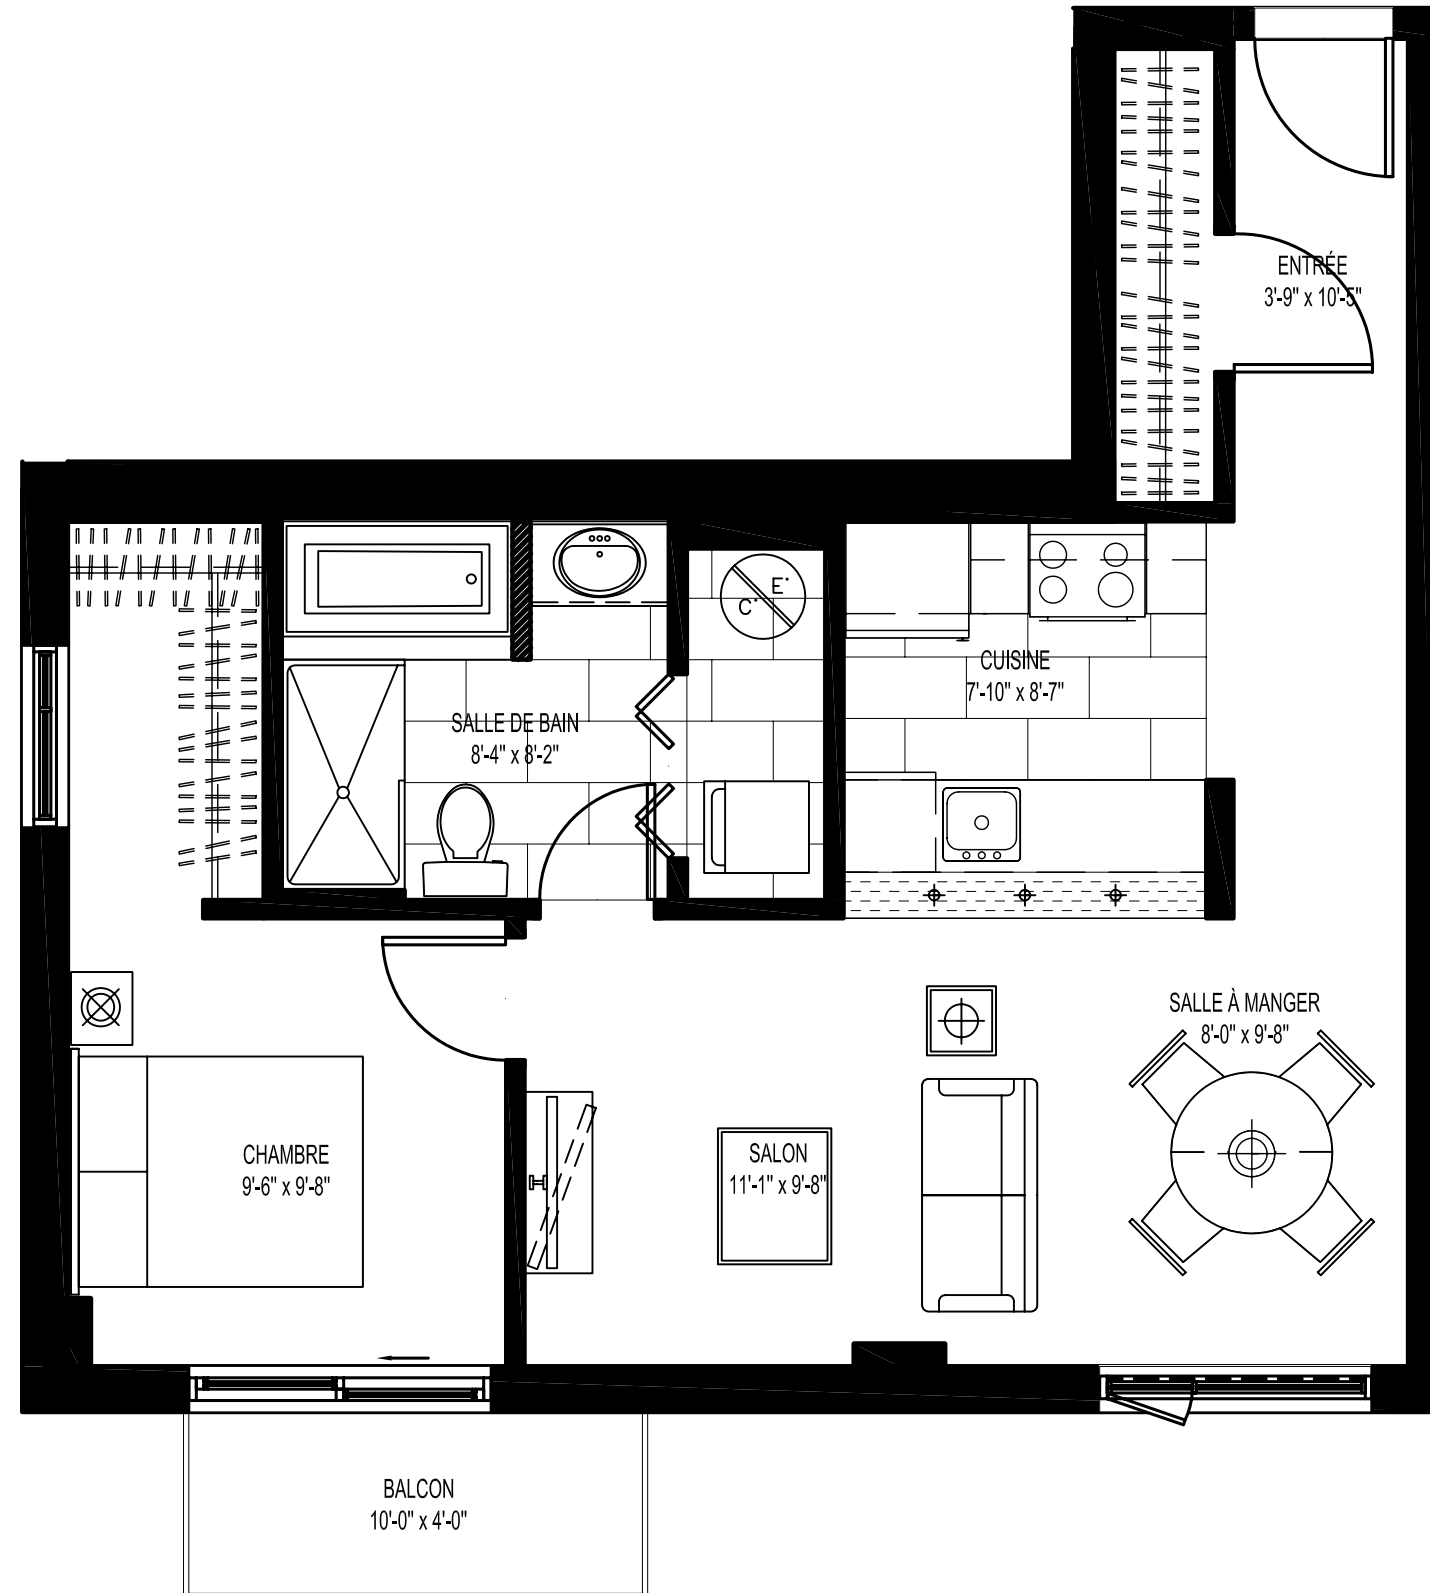 ENTRÉE
3'-9" x 10'-5"
E
C
CUISINE
7'-10" x 8'-7"
SALLE DE BAIN
8'-4" x 8'-2"
SALLE À MANGER
8'-0" x 9'-8"
CHAMBRE
9'-6" x 9'-8"
SALON
11'-1" x 9'-8"
BALCON
10'-0" x 4'-0"